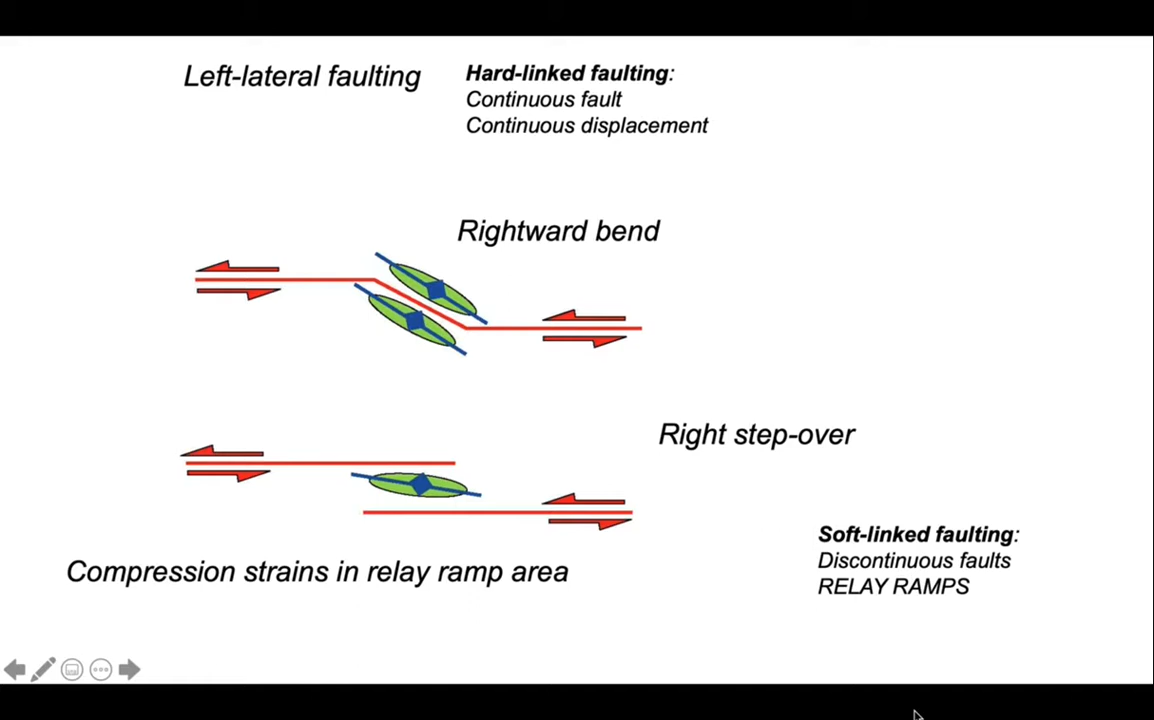 Left-lateral faulting
Hard-linked faulting:
Continuous fault
Continuous displacement
Rightward bend
Right step-over
Soft-linked faulting:
Discontinuous faults
RELAY RAMPS
Compression strains in relay ramp area